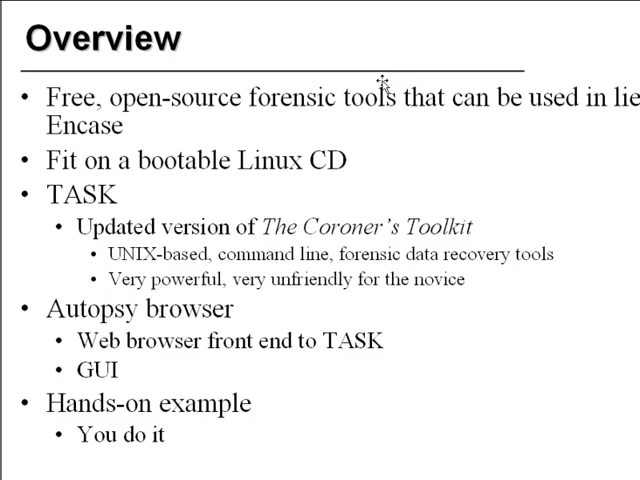 Overview
• Free, open-source forensic tools that can be used in lie
Encase
• Fit on a bootable Linux CD
• TASK
• Updated version of The Coroner's Toolkit
• UNIX-based, command line, forensic data recovery tools
• Very powerful, very unfriendly for the novice
• Autopsy browser
• Web browser front end to TASK
• GUI
• Hands-on example
• You do it